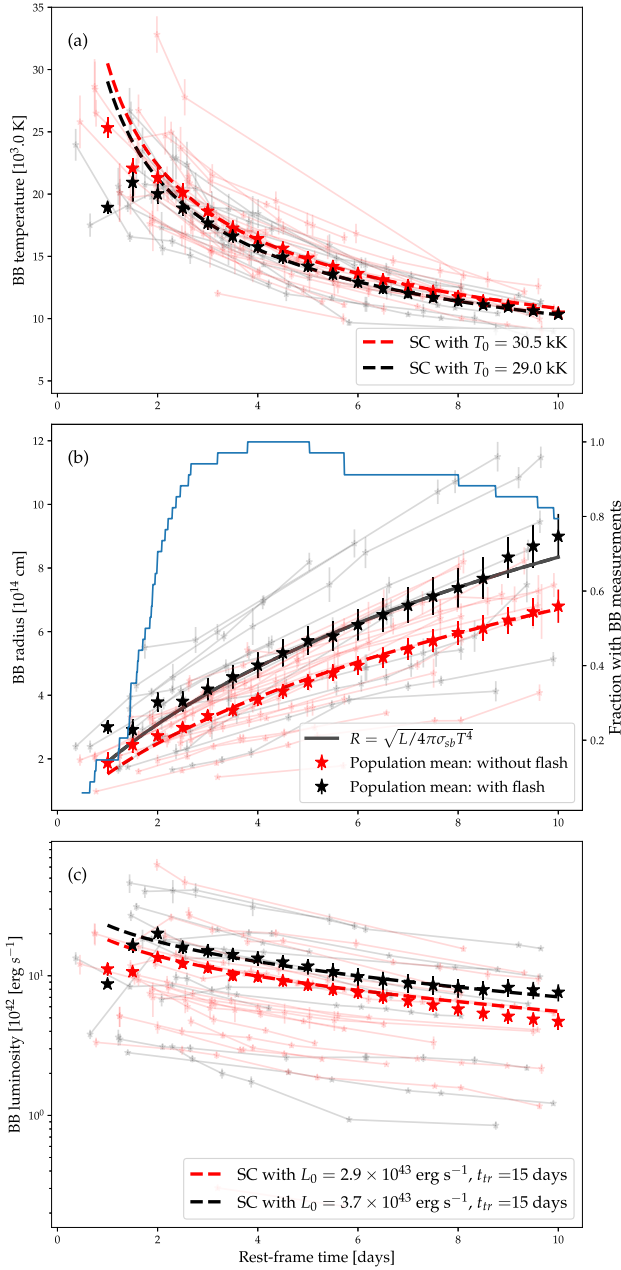 (a)
35
30
25
20
15
10
5
BB temperature [10^3.0 K]
SC with T_0 = 30.5 kK
SC with T_0 = 29.0 kK
0 2 4 6 8 10
(b)
12
10
8
6
4
2
BB radius [10^14 cm]
1.0
0.8
0.6
0.4
0.2
Fraction with BB measurements
R = √L/4πσ_sb T^4
Population mean: without flash
Population mean: with flash
0 2 4 6 8 10
(c)
10^1
10^0
BB luminosity [10^42 erg s^−1]
SC with L_0 = 2.9 × 10^43 erg s^−1, t_tr =15 days
SC with L_0 = 3.7 × 10^43 erg s^−1, t_tr =15 days
0 2 4 6 8 10
Rest-frame time [days]